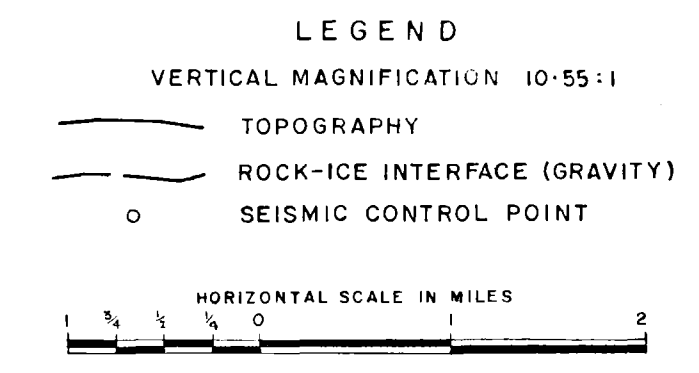 LEGEND
VERTICAL MAGNIFICATION 10·55:1
TOPOGRAPHY
ROCK-ICE INTERFACE (GRAVITY)
SEISMIC CONTROL POINT
HORIZONTAL SCALE IN MILES
1 3/4 1/2 1/4 0 1 2